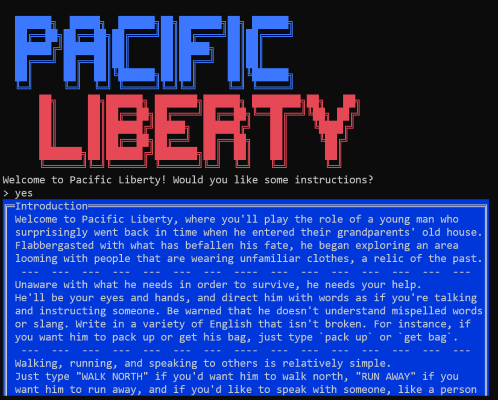 PACIFIC
LIBERTY
Welcome to Pacific Liberty! Would you like some instructions?
> yes
Introduction
Welcome to Pacific Liberty, where you'll play the role of a young man who
surprisingly went back in time when he entered their grandparents' old house.
Flabbergasted with what has befallen his fate, he began exploring an area
looming with people that are wearing unfamiliar clothes, a relic of the past.
--- --- --- --- --- --- ---- --- --- --- --- --- ---
Unaware with what he needs in order to survive, he needs your help.
He'll be your eyes and hands, and direct him with words as if you're talking
and instructing someone. Be warned that he doesn't understand mispelled words
or slang. Write in a variety of English that isn't broken. For instance, if
you want him to pack up or get his bag, just type `pack up` or `get bag`.
--- --- --- --- --- --- ---- --- --- --- --- --- ---
Walking, running, and speaking to others is relatively simple.
Just type "WALK NORTH" if you'd want him to walk north, "RUN AWAY" if you
want him to run away, and if you'd like to speak with someone, like a person